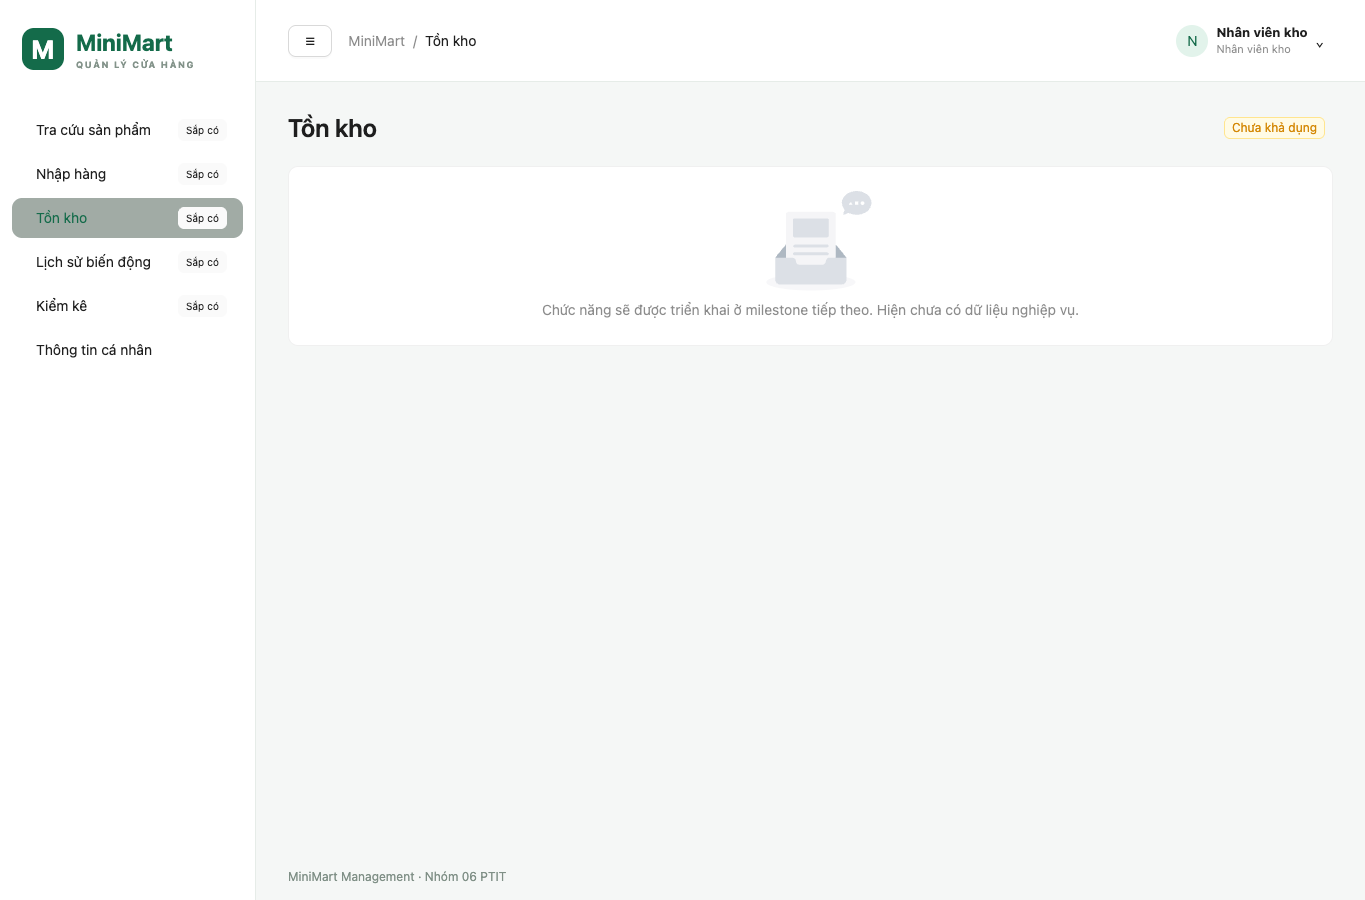 M MiniMart
QUẢN LÝ CỬA HÀNG
Tra cứu sản phẩm Sắp có
Nhập hàng Sắp có
Tồn kho Sắp có
Lịch sử biến động Sắp có
Kiểm kê Sắp có
Thông tin cá nhân
MiniMart / Tồn kho
N Nhân viên kho
Nhân viên kho
Tồn kho
Chưa khả dụng
Chức năng sẽ được triển khai ở milestone tiếp theo. Hiện chưa có dữ liệu nghiệp vụ.
MiniMart Management · Nhóm 06 PTIT